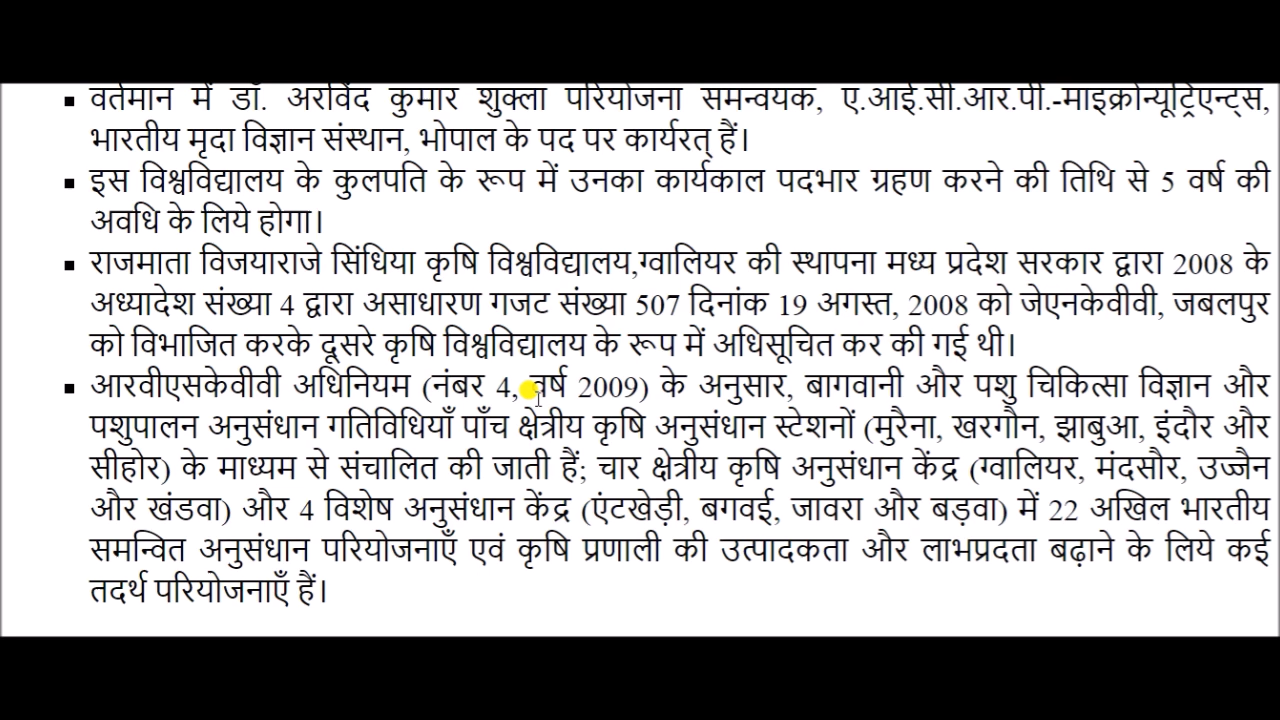 ▪ वर्तमान में डॉ. अरविंद कुमार शुक्ला परियोजना समन्वयक, ए.आई.सी.आर.पी.-माइक्रोन्यूट्रिएन्ट्स,
भारतीय मृदा विज्ञान संस्थान, भोपाल के पद पर कार्यरत् हैं।
▪ इस विश्वविद्यालय के कुलपति के रूप में उनका कार्यकाल पदभार ग्रहण करने की तिथि से 5 वर्ष की
अवधि के लिये होगा।
▪ राजमाता विजयाराजे सिंधिया कृषि विश्वविद्यालय,ग्वालियर की स्थापना मध्य प्रदेश सरकार द्वारा 2008 के
अध्यादेश संख्या 4 द्वारा असाधारण गजट संख्या 507 दिनांक 19 अगस्त, 2008 को जेएनकेवीवी, जबलपुर
को विभाजित करके दूसरे कृषि विश्वविद्यालय के रूप में अधिसूचित कर की गई थी।
▪ आरवीएसकेवीवी अधिनियम (नंबर 4, वर्ष 2009) के अनुसार, बागवानी और पशु चिकित्सा विज्ञान और
पशुपालन अनुसंधान गतिविधियाँ पाँच क्षेत्रीय कृषि अनुसंधान स्टेशनों (मुरैना, खरगौन, झाबुआ, इंदौर और
सीहोर) के माध्यम से संचालित की जाती हैं; चार क्षेत्रीय कृषि अनुसंधान केंद्र (ग्वालियर, मंदसौर, उज्जैन
और खंडवा) और 4 विशेष अनुसंधान केंद्र (एंटखेड़ी, बगवई, जावरा और बड़वा) में 22 अखिल भारतीय
समन्वित अनुसंधान परियोजनाएँ एवं कृषि प्रणाली की उत्पादकता और लाभप्रदता बढ़ाने के लिये कई
तदर्थ परियोजनाएँ हैं।